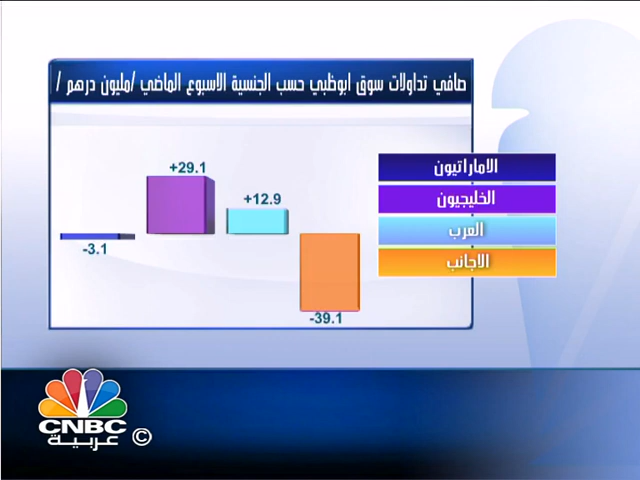 صافي تداولات سوق ابوظبي حسب الجنسية الاسبوع الماضي /مليون درهم /
+29.1
+12.9
-3.1
-39.1
الاماراتيون
الخليجيون
العرب
الاجانب
CNBC
عربية ©